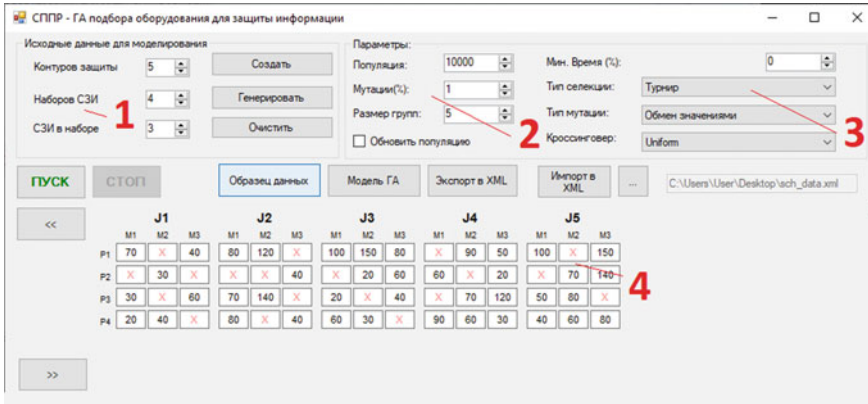 СППР - ГА подбора оборудования для защиты информации
Исходные данные для моделирования
Контуров защиты 5 Создать
Наборов СЗИ 4 Генерировать
СЗИ в наборе 3 Очистить
1
Параметры:
Популяция: 10000 Мин. Время (%): 0
Мутации(%): 1 Тип селекции: Турнир
Размер групп: 5 Тип мутации: Обмен значениями
Обновить популяцию Кроссинговер: Uniform
2
3
ПУСК СТОП Образец данных Модель ГА Экспорт в XML Импорт в XML ... C:\Users\User\Desktop\sch_data.xml
<<
J1 J2 J3 J4 J5
M1 M2 M3 M1 M2 M3 M1 M2 M3 M1 M2 M3 M1 M2 M3
P1 70 X 40 80 120 X 100 150 80 X 90 50 100 X 150
P2 X 30 X X X 40 X 20 60 60 X 20 X 70 140
P3 30 X 60 70 140 X 20 X 40 X 70 120 50 80 X
P4 20 40 X 80 X 40 60 30 X 90 60 30 40 60 80
4
>>